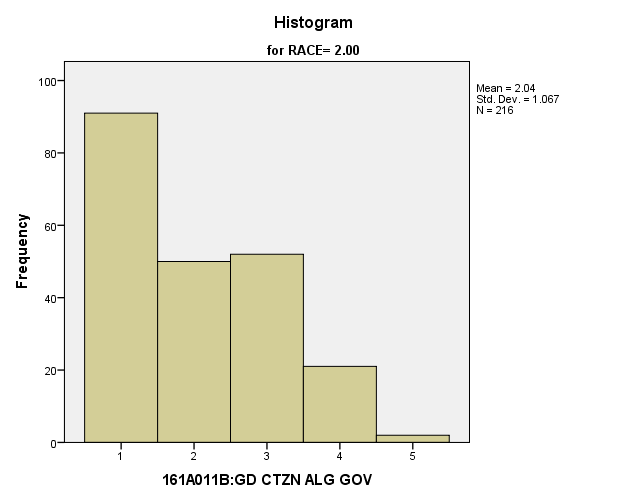 Histogram
for RACE= 2.00
Mean = 2.04
Std. Dev. = 1.067
N = 216
Frequency
100
80
60
40
20
0
1 2 3 4 5
161A011B:GD CTZN ALG GOV